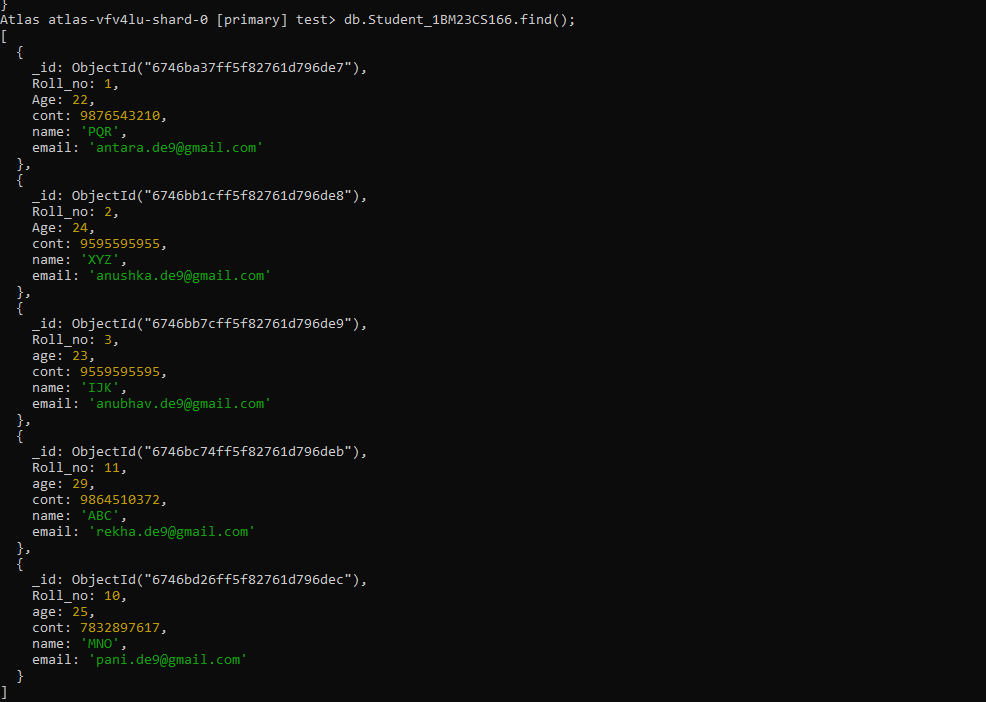 }
Atlas atlas-vfv4lu-shard-0 [primary] test> db.Student_1BM23CS166.find();
[
  {
    _id: ObjectId("6746ba37ff5f82761d796de7"),
    Roll_no: 1,
    Age: 22,
    cont: 9876543210,
    name: 'PQR',
    email: 'antara.de9@gmail.com'
  },
  {
    _id: ObjectId("6746bb1cff5f82761d796de8"),
    Roll_no: 2,
    Age: 24,
    cont: 9595595955,
    name: 'XYZ',
    email: 'anushka.de9@gmail.com'
  },
  {
    _id: ObjectId("6746bb7cff5f82761d796de9"),
    Roll_no: 3,
    age: 23,
    cont: 9559595595,
    name: 'IJK',
    email: 'anubhav.de9@gmail.com'
  },
  {
    _id: ObjectId("6746bc74ff5f82761d796deb"),
    Roll_no: 11,
    age: 29,
    cont: 9864510372,
    name: 'ABC',
    email: 'rekha.de9@gmail.com'
  },
  {
    _id: ObjectId("6746bd26ff5f82761d796dec"),
    Roll_no: 10,
    age: 25,
    cont: 7832897617,
    name: 'MNO',
    email: 'pani.de9@gmail.com'
  }
]